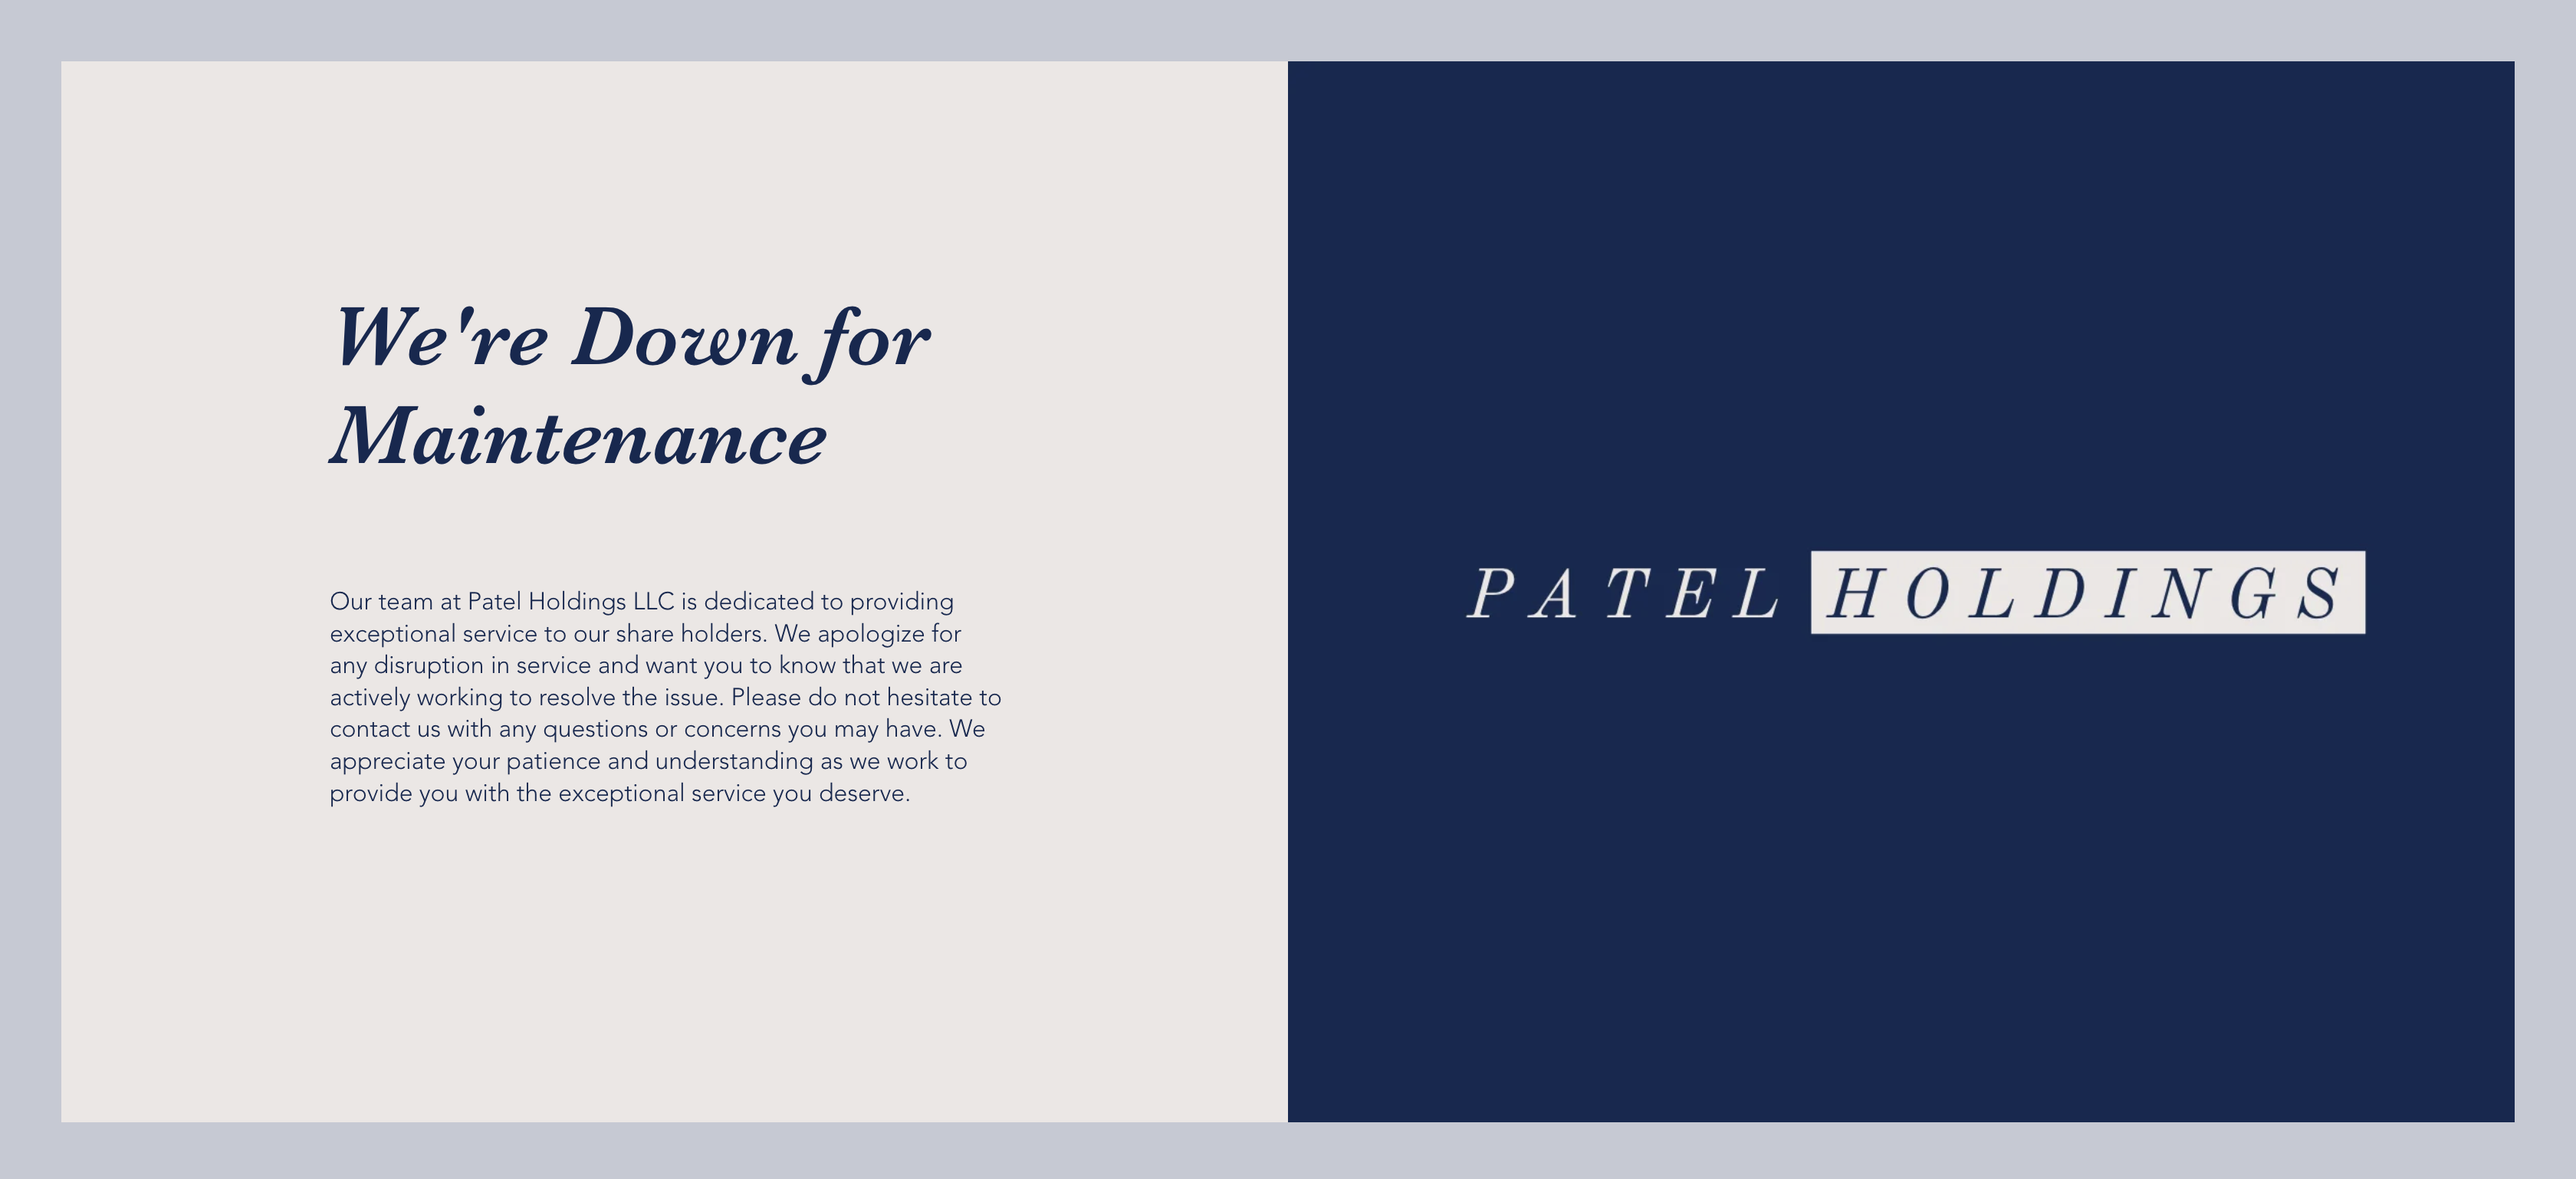 We're Down for
Maintenance
Our team at Patel Holdings LLC is dedicated to providing
exceptional service to our share holders. We apologize for
any disruption in service and want you to know that we are
actively working to resolve the issue. Please do not hesitate to
contact us with any questions or concerns you may have. We
appreciate your patience and understanding as we work to
provide you with the exceptional service you deserve.
PATEL HOLDINGS